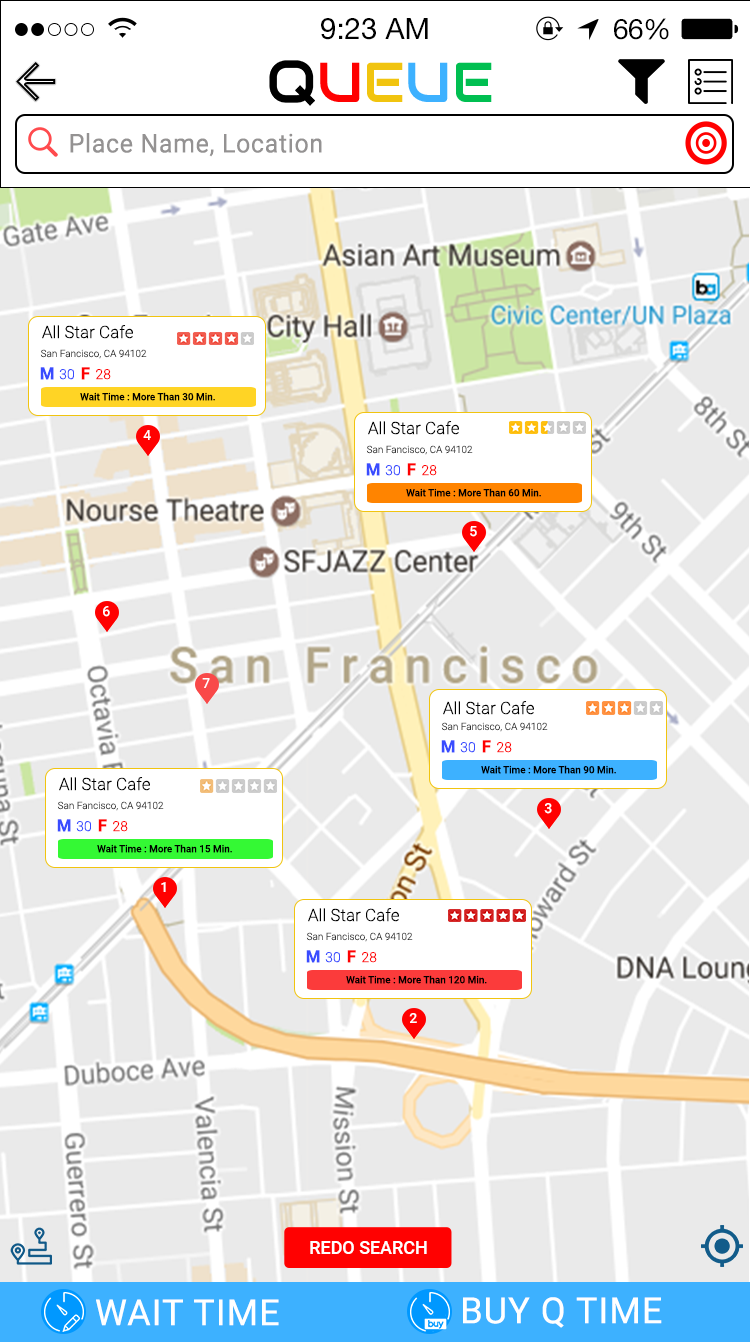 9:23 AM
66%
QUEUE
Place Name, Location
Gate Ave
Asian Art Museum
ba
Civic Center/UN Plaza
City Hall
All Star Cafe
San Fancisco, CA 94102
M 30 F 28
Wait Time : More Than 30 Min.
4
8th St
All Star Cafe
San Fancisco, CA 94102
M 30 F 28
Wait Time : More Than 60 Min.
5
Nourse Theatre
9th St
SFJAZZ Center
6
San Francisco
7
Octavia
All Star Cafe
San Fancisco, CA 94102
M 30 F 28
Wait Time : More Than 90 Min.
3
All Star Cafe
San Fancisco, CA 94102
M 30 F 28
Wait Time : More Than 15 Min.
1
on St
oward St
All Star Cafe
San Fancisco, CA 94102
M 30 F 28
Wait Time : More Than 120 Min.
2
DNA Loung
Duboce Ave
Guerrero St
Valencia St
Mission St
REDO SEARCH
WAIT TIME
buy
BUY Q TIME